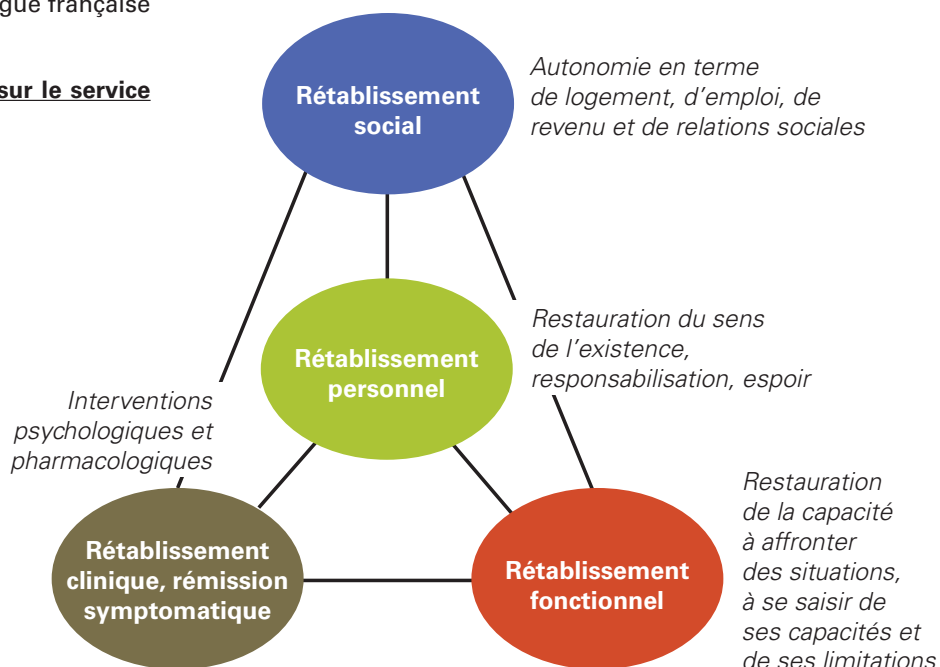 gue française
sur le service
Rétablissement
social
Autonomie en terme
de logement, d'emploi, de
revenu et de relations sociales
Rétablissement
personnel
Restauration du sens
de l'existence,
responsabilisation, espoir
Interventions
psychologiques et
pharmacologiques
Rétablissement
clinique, rémission
symptomatique
Rétablissement
fonctionnel
Restauration
de la capacité
à affronter
des situations,
à se saisir de
ses capacités et
de ses limitations